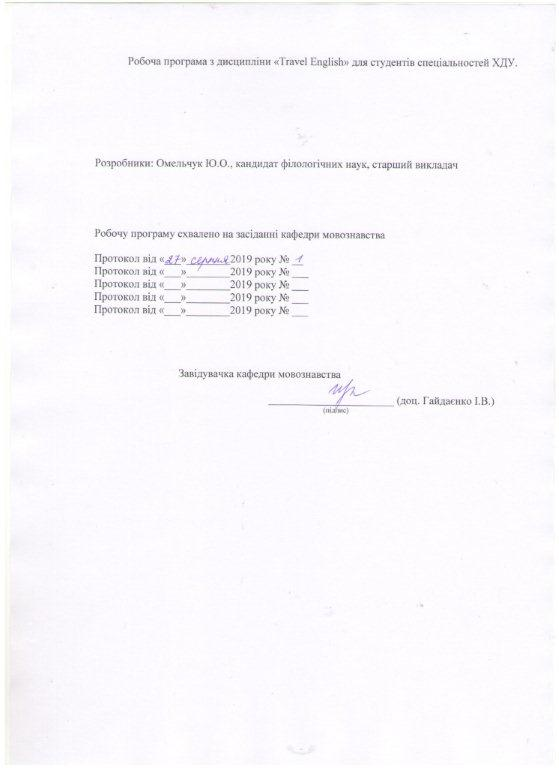 Робоча програма з дисципліни «Travel English» для студентів спеціальностей ХДУ.
Розробники: Омельчук Ю.О., кандидат філологічних наук, старший викладач
Робочу програму схвалено на засіданні кафедри мовознавства
Протокол від «27» серпня 2019 року № 1
Протокол від «___»________2019 року № ___
Протокол від «___»________2019 року № ___
Протокол від «___»________2019 року № ___
Протокол від «___»________2019 року № ___
Завідувачка кафедри мовознавства
_______________________ (доц. Гайдаєнко І.В.)
(підпис)